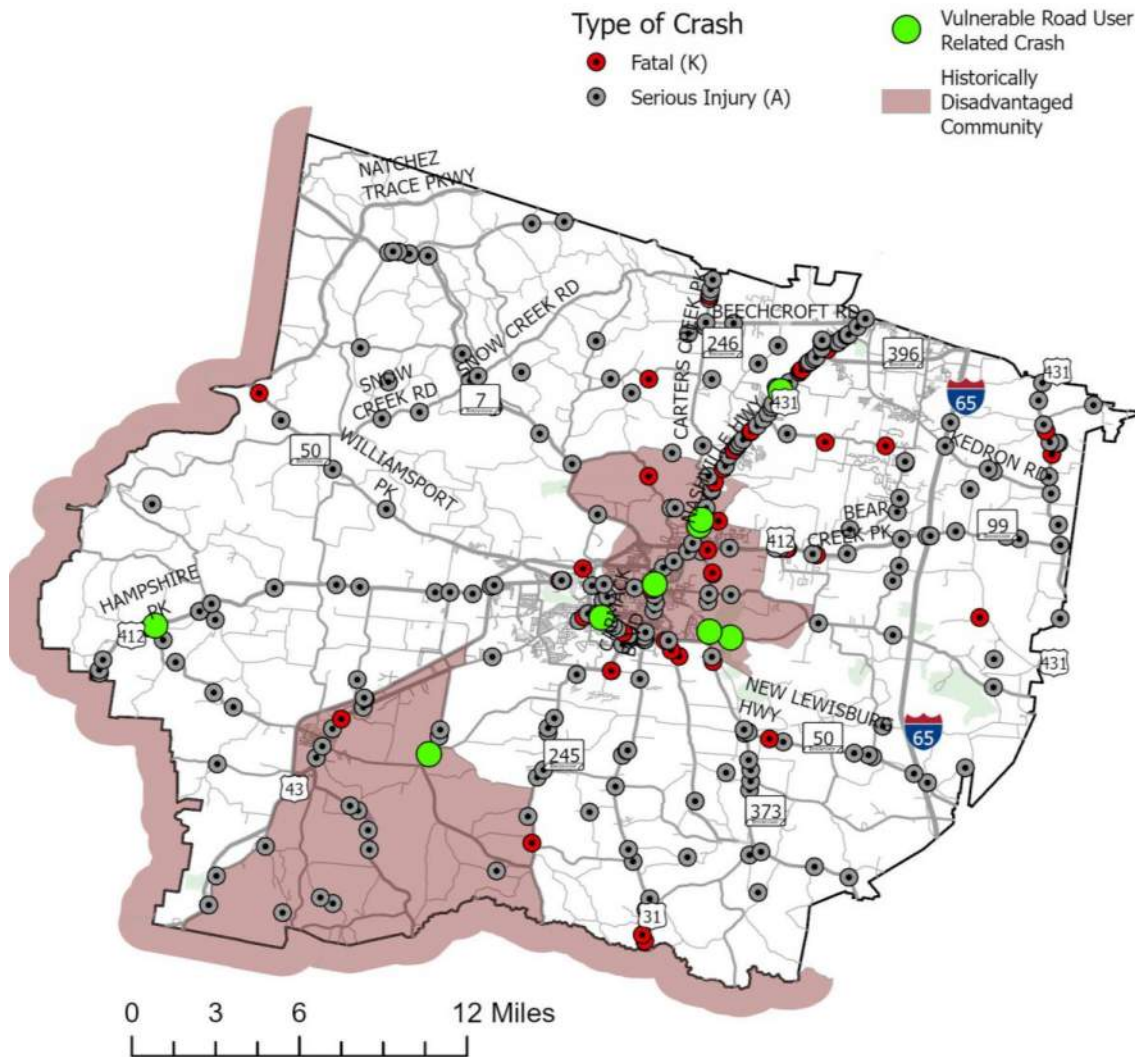 Type of Crash
Fatal (K)
Serious Injury (A)
Vulnerable Road User
Related Crash
Historically
Disadvantaged
Community
NATCHEZ
TRACE PKWY
SNOW CREEK RD
CARTERS CREEK PK
BEECHCROFT RD
246
396
431
65
SNOW
CREEK RD
7
431
NASHVILLE HWY
KEDRON RD
50
WILLIAMSPORT
PK
BEAR
CREEK PK
412
99
HAMPSHIRE
PK
412
431
NEW LEWISBURG
HWY
50
65
245
43
373
31
0 3 6 12 Miles